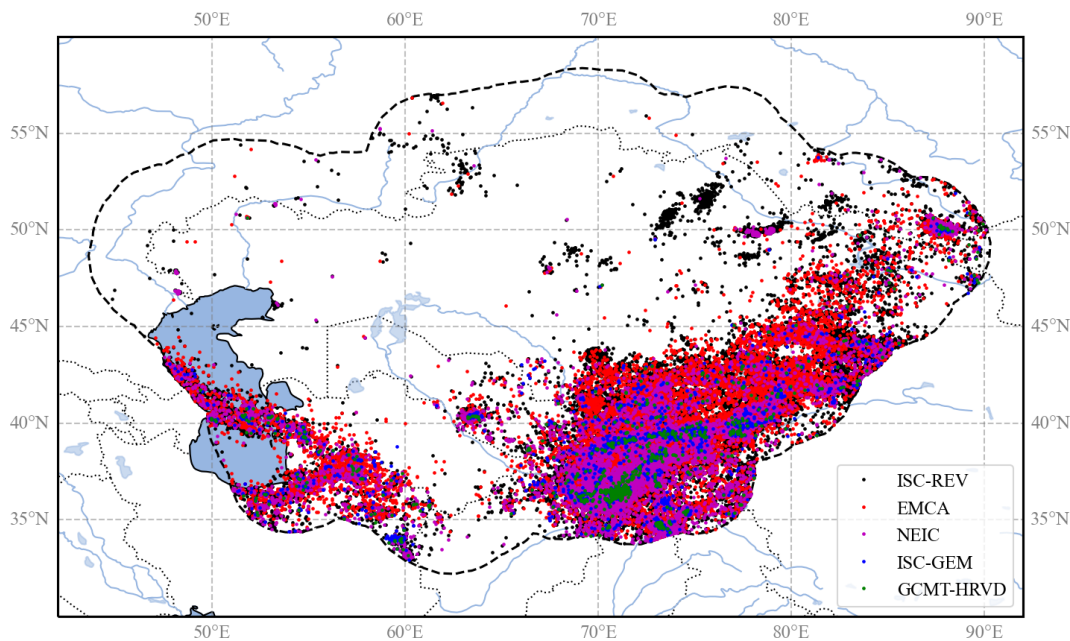 50°E 60°E 70°E 80°E 90°E
55°N 55°N
50°N 50°N
45°N 45°N
40°N 40°N
35°N 35°N
ISC-REV
EMCA
NEIC
ISC-GEM
GCMT-HRVD
50°E 60°E 70°E 80°E 90°E